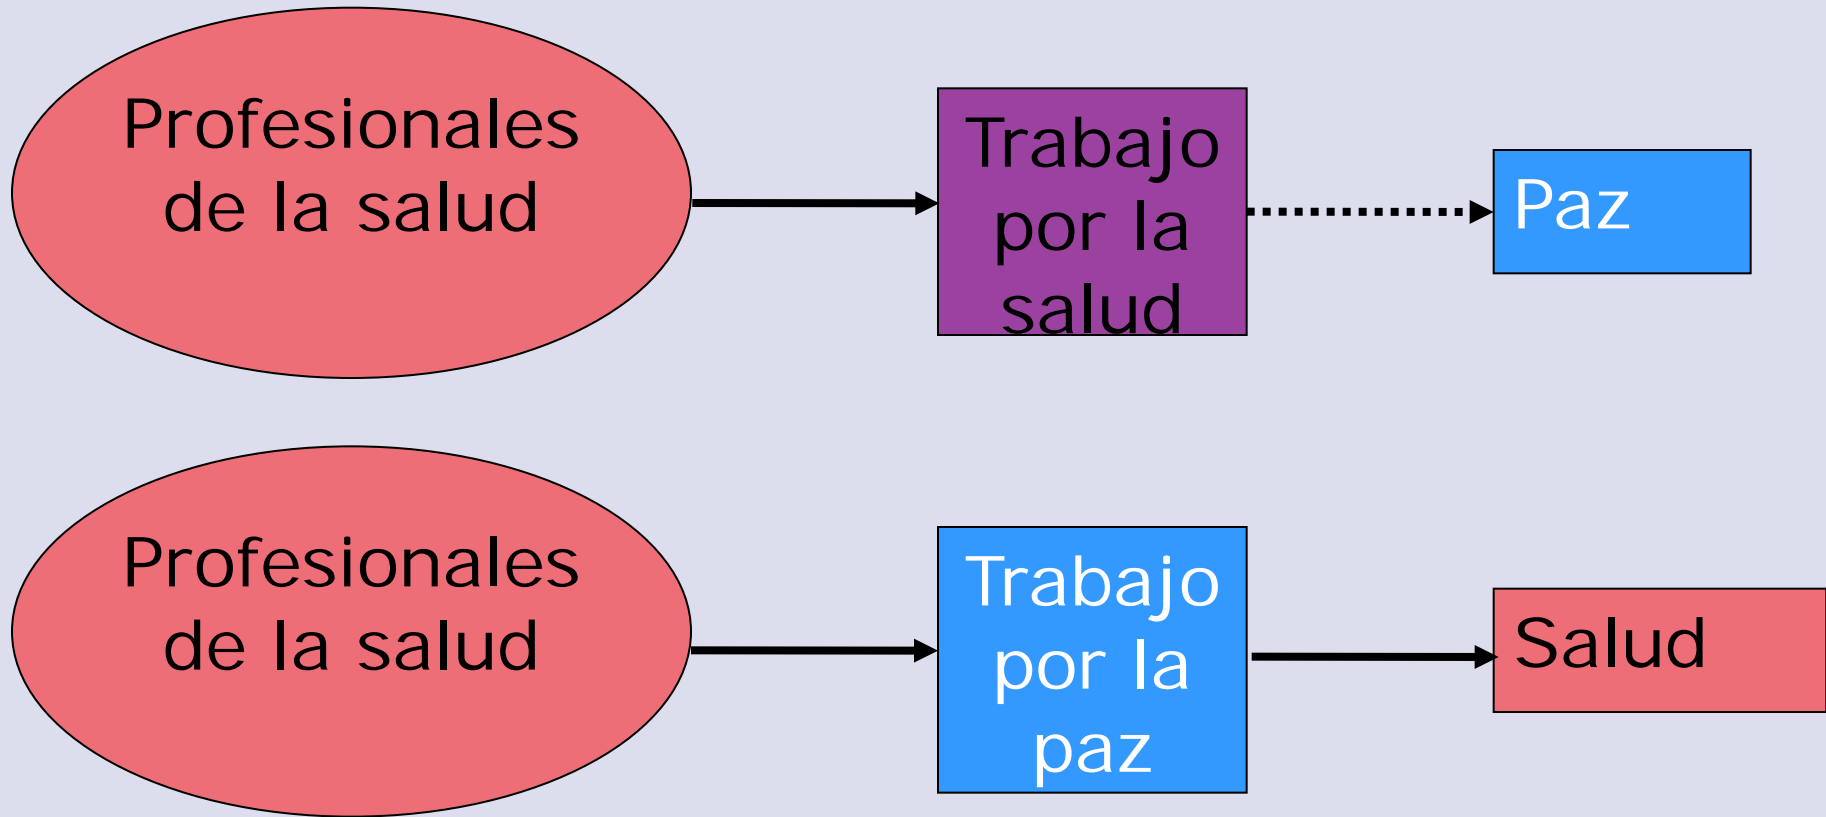 Profesionales
de la salud
Trabajo
por la
salud
Paz
Profesionales
de la salud
Trabajo
por la
paz
Salud